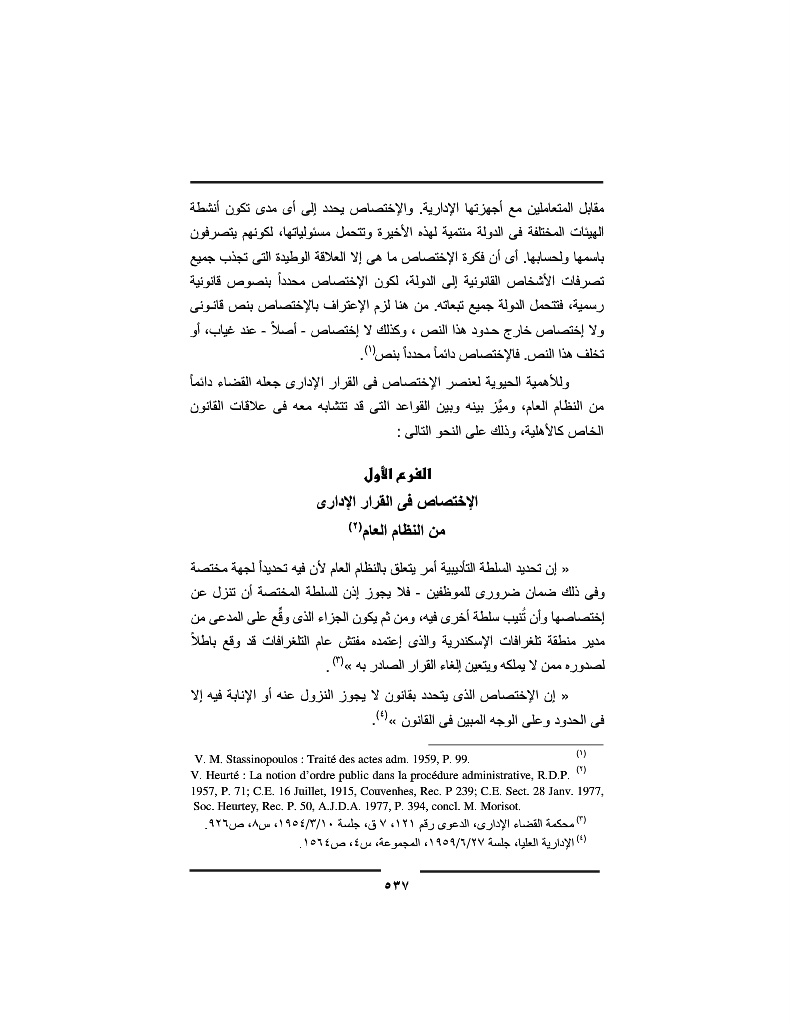 مقابل المتعاملين مع أجهزتها الإدارية. والإختصاص يحدد إلى أى مدى تكون أنشطة
الهيئات المختلفة فى الدولة منتمية لهذه الأخيرة وتتحمل مسئولياتها، لكونهم يتصرفون
باسمها ولحسابها. أى أن فكرة الإختصاص ما هى إلا العلاقة الوطيدة التى تجذب جميع
تصرفات الأشخاص القانونية إلى الدولة، لكون الإختصاص محدداً بنصوص قانونية
رسمية، فتتحمل الدولة جميع تبعاته. من هنا لزم الإعتراف بالإختصاص بنص قانونى
ولا إختصاص خارج حدود هذا النص ، وكذلك لا إختصاص - أصلاً - عند غياب، أو
تخلف هذا النص. فالإختصاص دائماً محدداً بنص(١).
وللأهمية الحيوية لعنصر الإختصاص فى القرار الإدارى جعله القضاء دائماً
من النظام العام، وميَّز بينه وبين القواعد التى قد تتشابه معه فى علاقات القانون
الخاص كالأهلية، وذلك على النحو التالى :
الفرع الأول
الإختصاص فى القرار الإدارى
من النظام العام(٢)
« إن تحديد السلطة التأديبية أمر يتعلق بالنظام العام لأن فيه تحديداً لجهة مختصة
وفى ذلك ضمان ضرورى للموظفين - فلا يجوز إذن للسلطة المختصة أن تنزل عن
إختصاصها وأن تُنيب سلطة أخرى فيه، ومن ثم يكون الجزاء الذى وقِّع على المدعى من
مدير منطقة تلغرافات الإسكندرية والذى إعتمده مفتش عام التلغرافات قد وقع باطلاً
لصدوره ممن لا يملكه ويتعين إلغاء القرار الصادر به »(٣) .
« إن الإختصاص الذى يتحدد بقانون لا يجوز النزول عنه أو الإنابة فيه إلا
فى الحدود وعلى الوجه المبين فى القانون »(٤).
(١) V. M. Stassinopoulos : Traité des actes adm. 1959, P. 99.
(٢) V. Heurté : La notion d’ordre public dans la procédure administrative, R.D.P.
1957, P. 71; C.E. 16 Juillet, 1915, Couvenhes, Rec. P 239; C.E. Sect. 28 Janv. 1977,
Soc. Heurtey, Rec. P. 50, A.J.D.A. 1977, P. 394, concl. M. Morisot.
(٣) محكمة القضاء الإدارى، الدعوى رقم ١٢١، ٧ ق، جلسة ١٩٥٤/٣/١٠، س٨، ص٩٢٦.
(٤) الإدارية العليا، جلسة ١٩٥٩/٦/٢٧، المجموعة، س٤، ص١٥٦٤.
٥٣٧